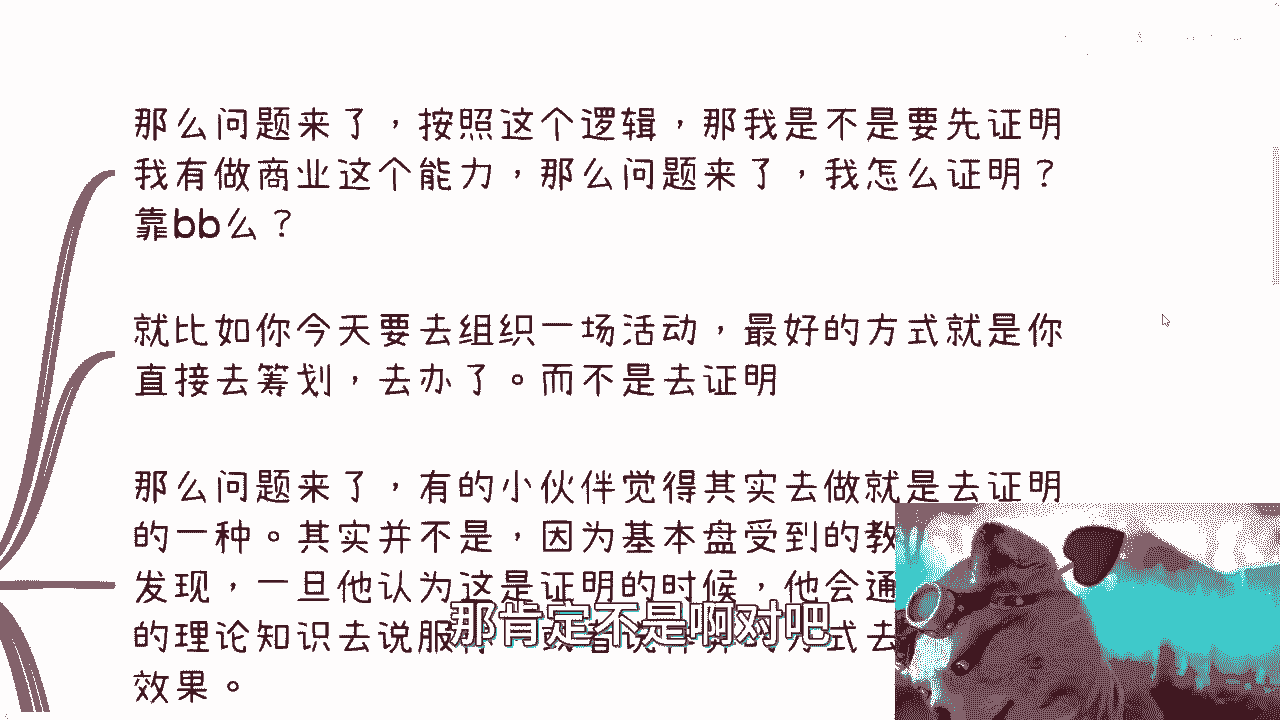 那么问题来了，按照这个逻辑，那我是不是要先证明
我有做商业这个能力，那么问题来了，我怎么证明？
靠bb么？
就比如你今天要去组织一场活动，最好的方式就是你
直接去筹划，去办了。而不是去证明
那么问题来了，有的小伙伴觉得其实去做就是去证明
的一种。其实并不是，因为基本盘受到的教
发现，一旦他认为这是证明的时候，他会通
的理论知识去说服 方式去
效果。
那肯定不是啊对吧